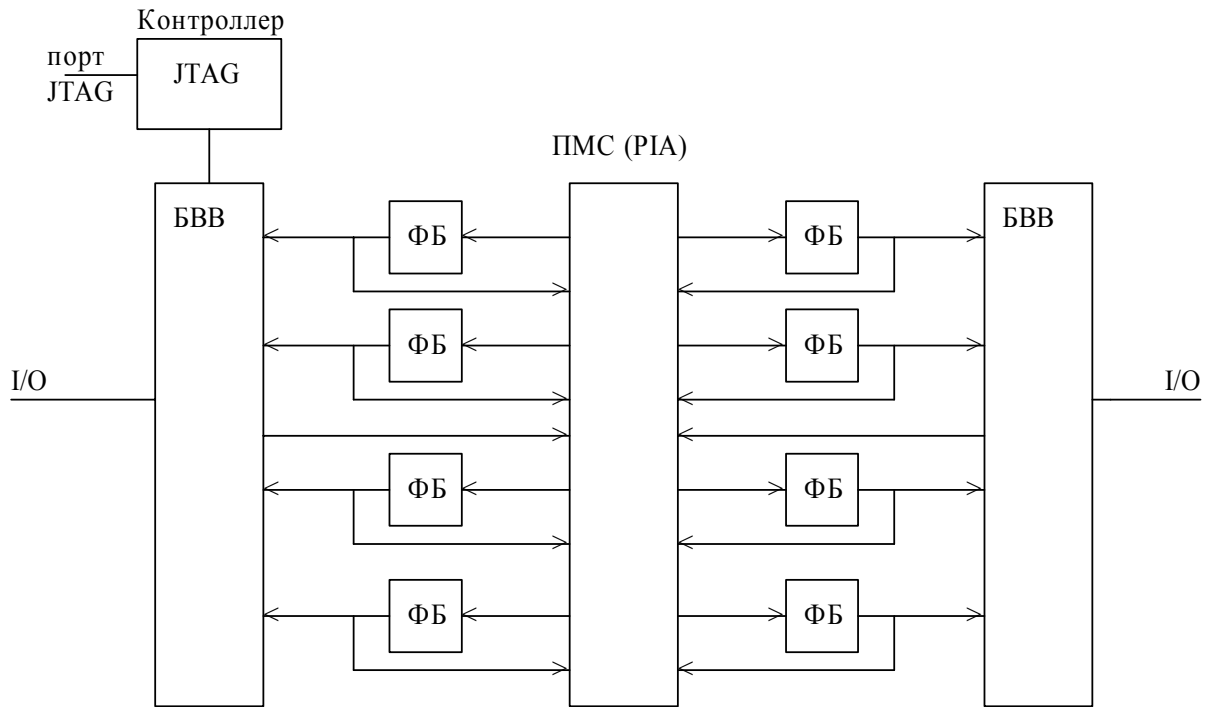 Контроллер
порт
JTAG
JTAG
ПМС (PIA)
БВВ
ФБ
ФБ
БВВ
ФБ
ФБ
I/O
I/O
ФБ
ФБ
ФБ
ФБ